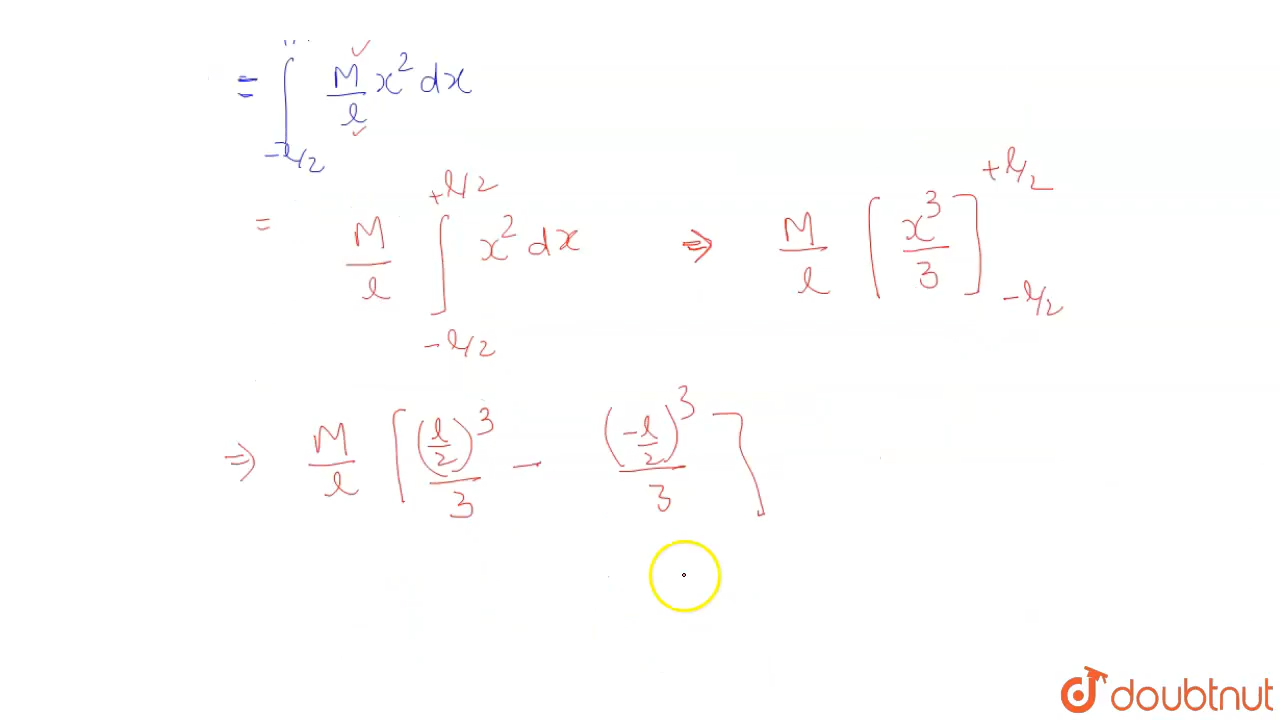 = ∫_{-l/2} M/l x² dx
= M/l ∫_{-l/2}^{+l/2} x² dx ⇒ M/l [x³/3]_{-l/2}^{+l/2}
⇒ M/l [(l/2)³/3 - (-l/2)³/3]
doubtnut